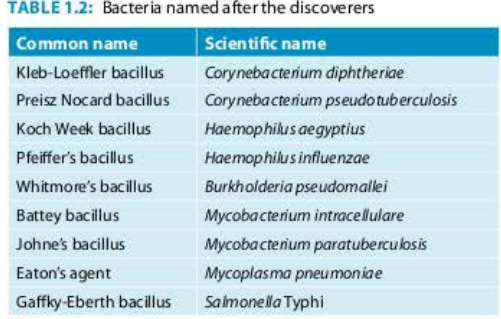 TABLE 1.2: Bacteria named after the discoverers
Common name Scientific name
Kleb-Loeffler bacillus Corynebacterium diphtheriae
Preisz Nocard bacillus Corynebacterium pseudotuberculosis
Koch Week bacillus Haemophilus aegyptius
Pfeiffer's bacillus Haemophilus influenzae
Whitmore's bacillus Burkholderia pseudomallei
Battey bacillus Mycobacterium intracellulare
Johne's bacillus Mycobacterium paratuberculosis
Eaton's agent Mycoplasma pneumoniae
Gaffky-Eberth bacillus Salmonella Typhi